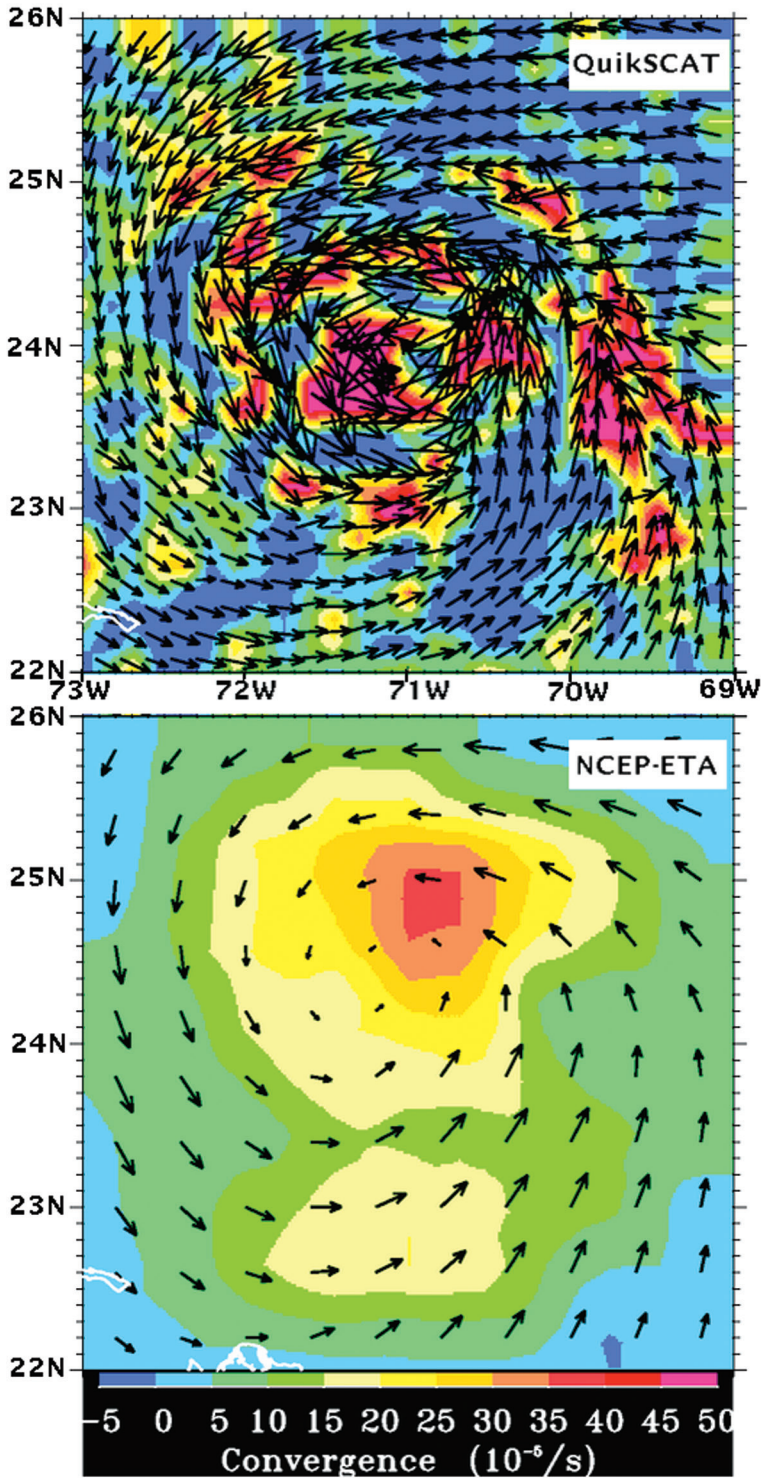 26N
QuikSCAT
25N
24N
23N
22N
73W 72W 71W 70W 69W
26N
NCEP-ETA
25N
24N
23N
22N
-5 0 5 10 15 20 25 30 35 40 45 50
Convergence (10⁻⁵/s)